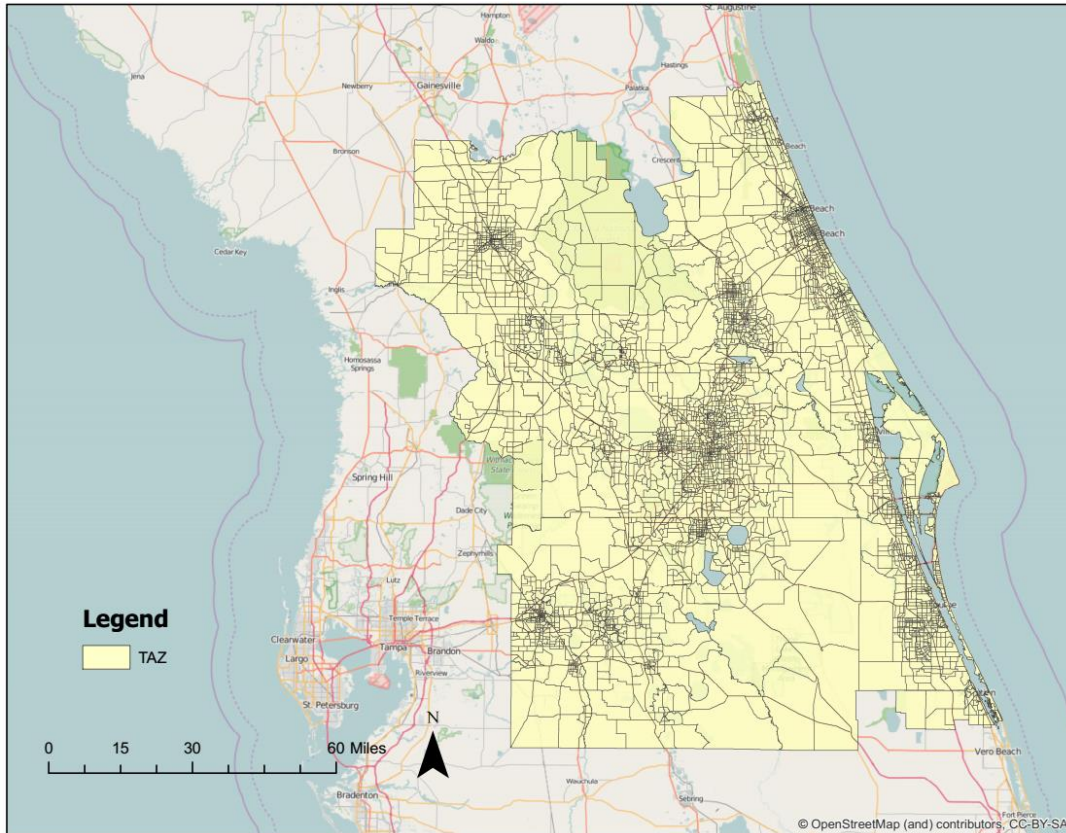 Hampton
St. Augustine
Waldo
Hastings
Jena
Newberry
Gainesville
Palatka
Bronson
Crescent
Beach
Beach
Beach
Cedar Key
Inglis
Homosassa
Springs
State
Spring Hill
Dade City
Zephyrhills
Lutz
Temple Terrace
Clearwater
Tampa
Brandon
Largo
Riverview
St. Petersburg
Legend
TAZ
N
0 15 30 60 Miles
Bradenton
Wauchula
Sebring
Vero Beach
Fort Pierce
© OpenStreetMap (and) contributors, CC-BY-SA